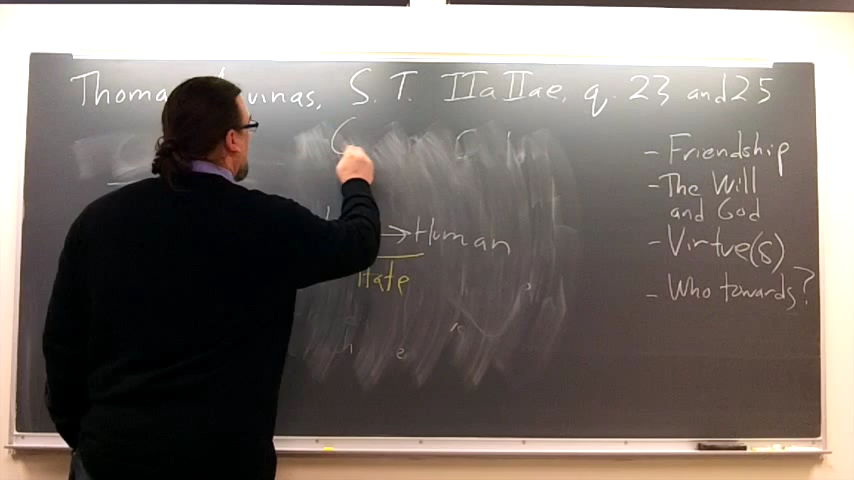 Thomas Aquinas, S.T. IIaIIae, q. 23 and 25
C
- Friendship
- The Will
and God
- Virtue(s)
- Who towards?
→ Human
Hate